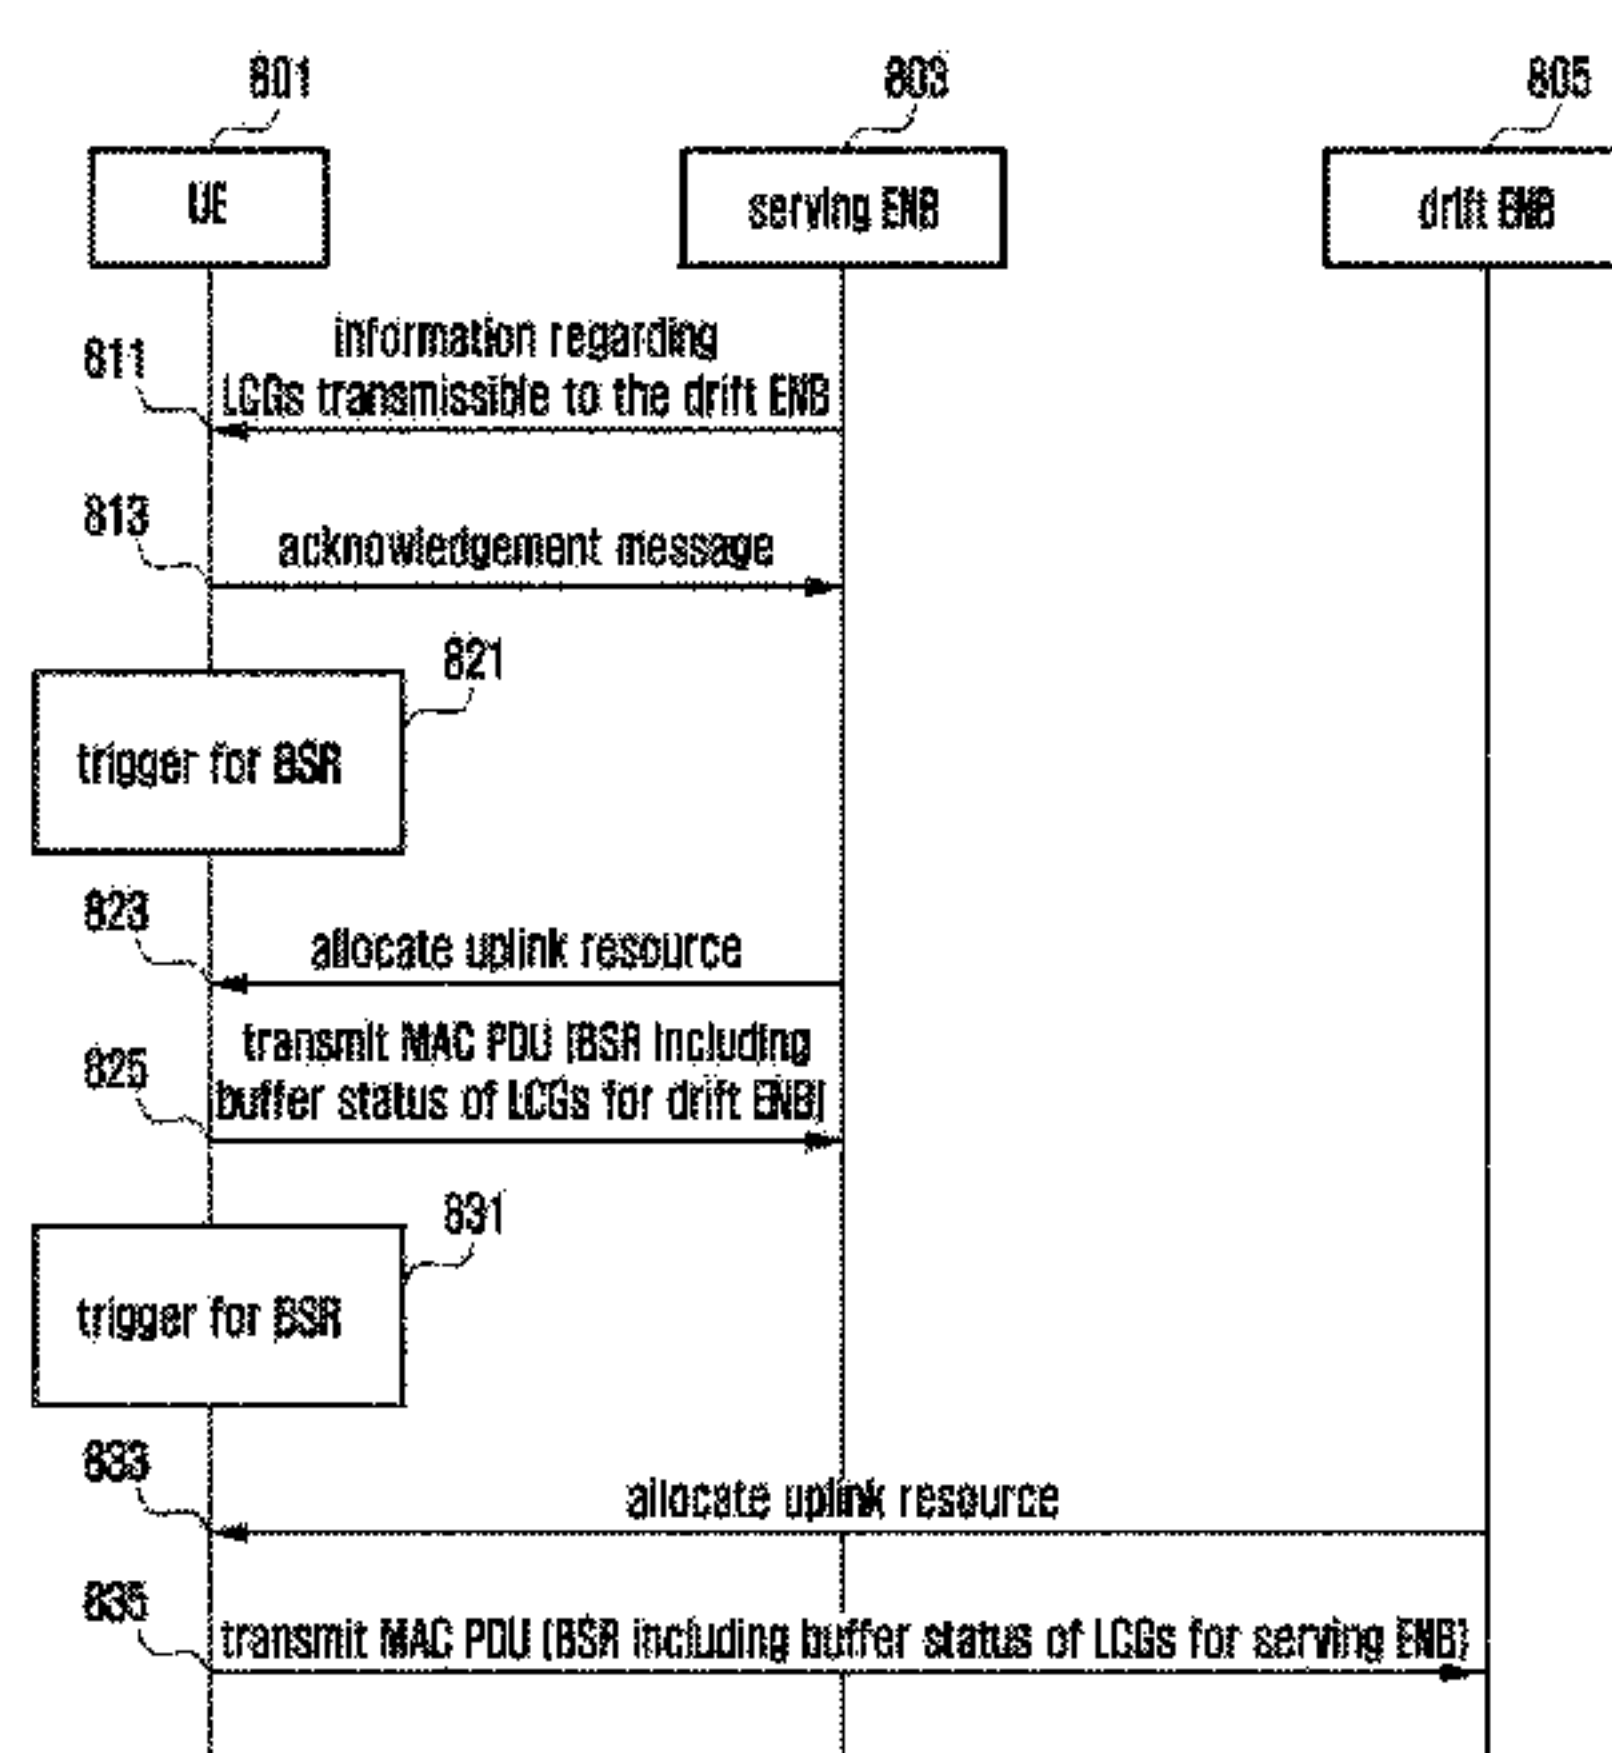 801
803
805
UE
serving ENB
drift ENB
information regarding
811
LCGs transmissible to the drift ENB
813
acknowledgement message
821
trigger for BSR
823
allocate uplink resource
transmit MAC PDU (BSR including
825
buffer status of LCGs for drift ENB)
831
trigger for BSR
833
allocate uplink resource
835
transmit MAC PDU (BSR including buffer status of LCGs for serving ENB)